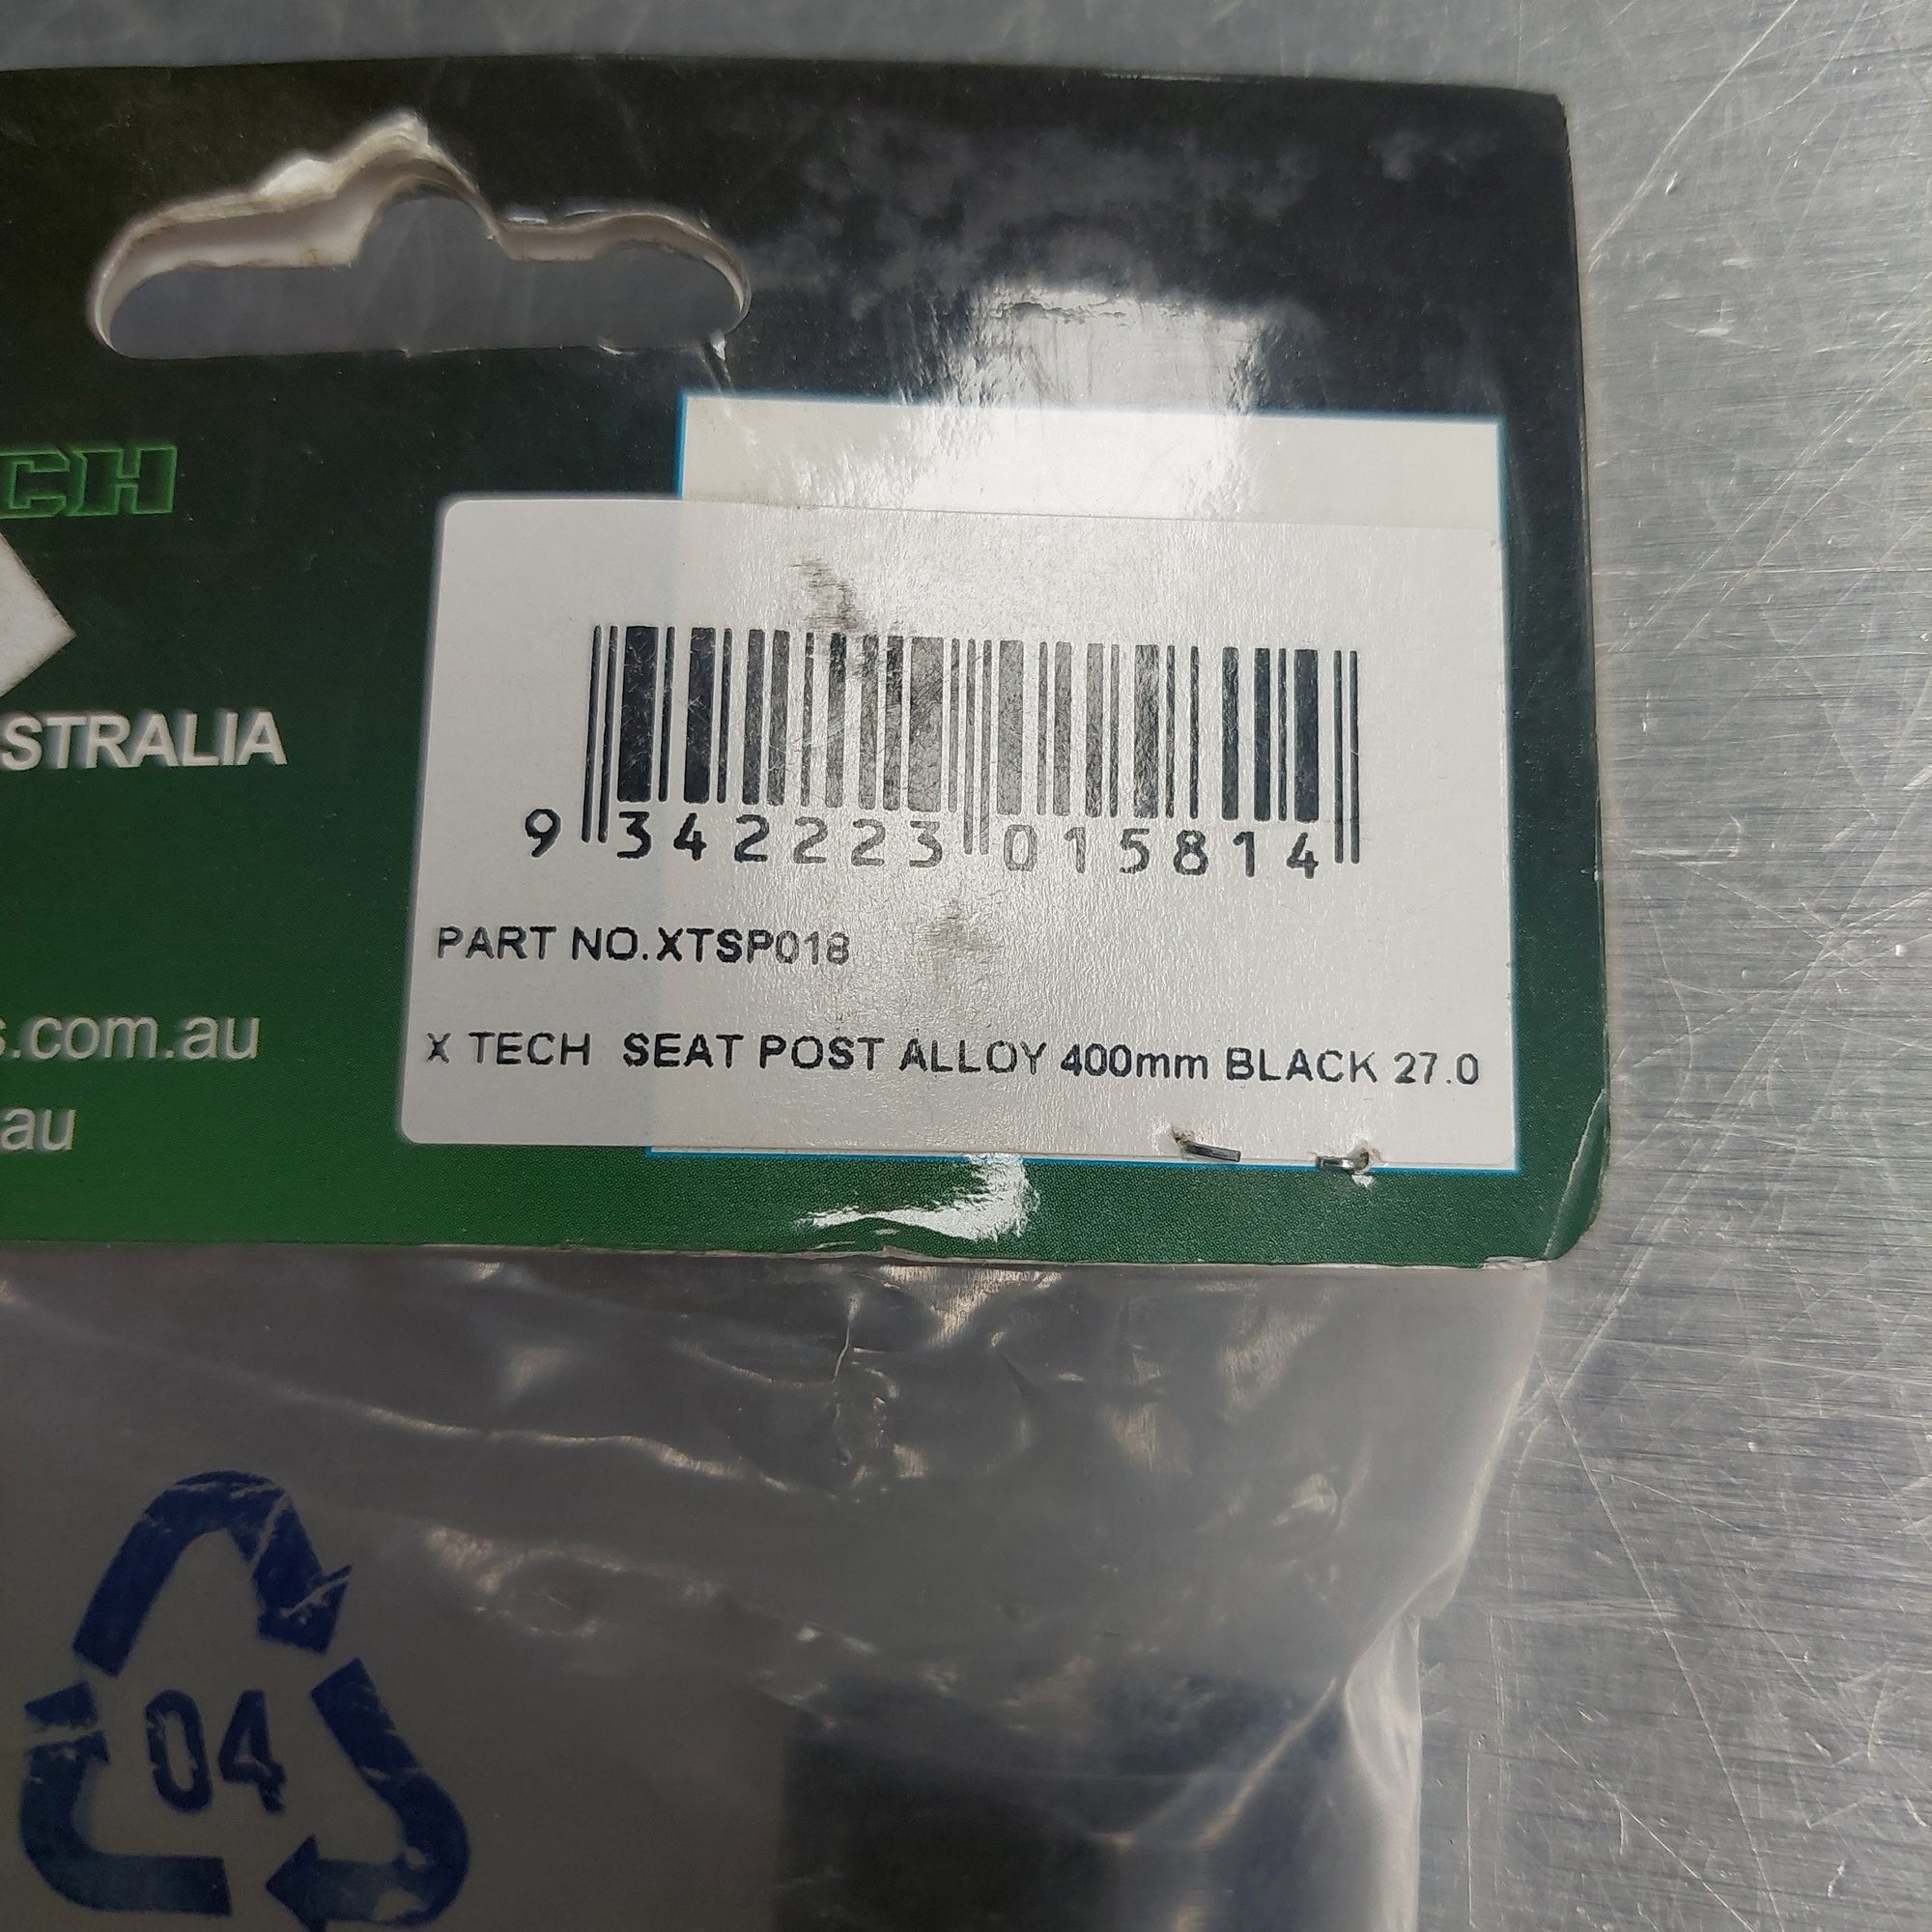 CH
STRALIA
s.com.au
au
9 342223 015814
PART NO.XTSP018
X TECH SEAT POST ALLOY 400mm BLACK 27.0
04